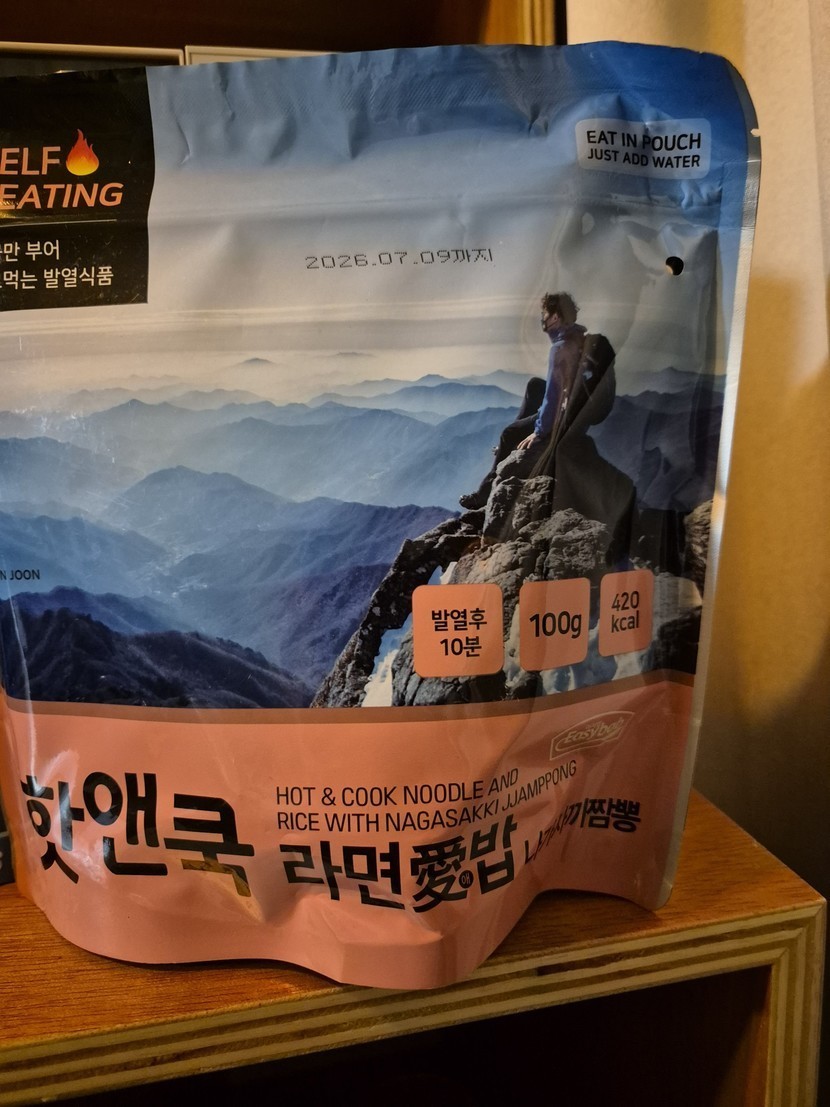 ELF
EATING
만 부어
먹는 발열식품
EAT IN POUCH
JUST ADD WATER
2026.07.09까지
N JOON
발열후
10분
100g
420
kcal
Easybab
핫앤쿡
HOT & COOK NOODLE AND
RICE WITH NAGASAKKI JJAMPPONG
라면愛애밥 나가사끼짬뽕